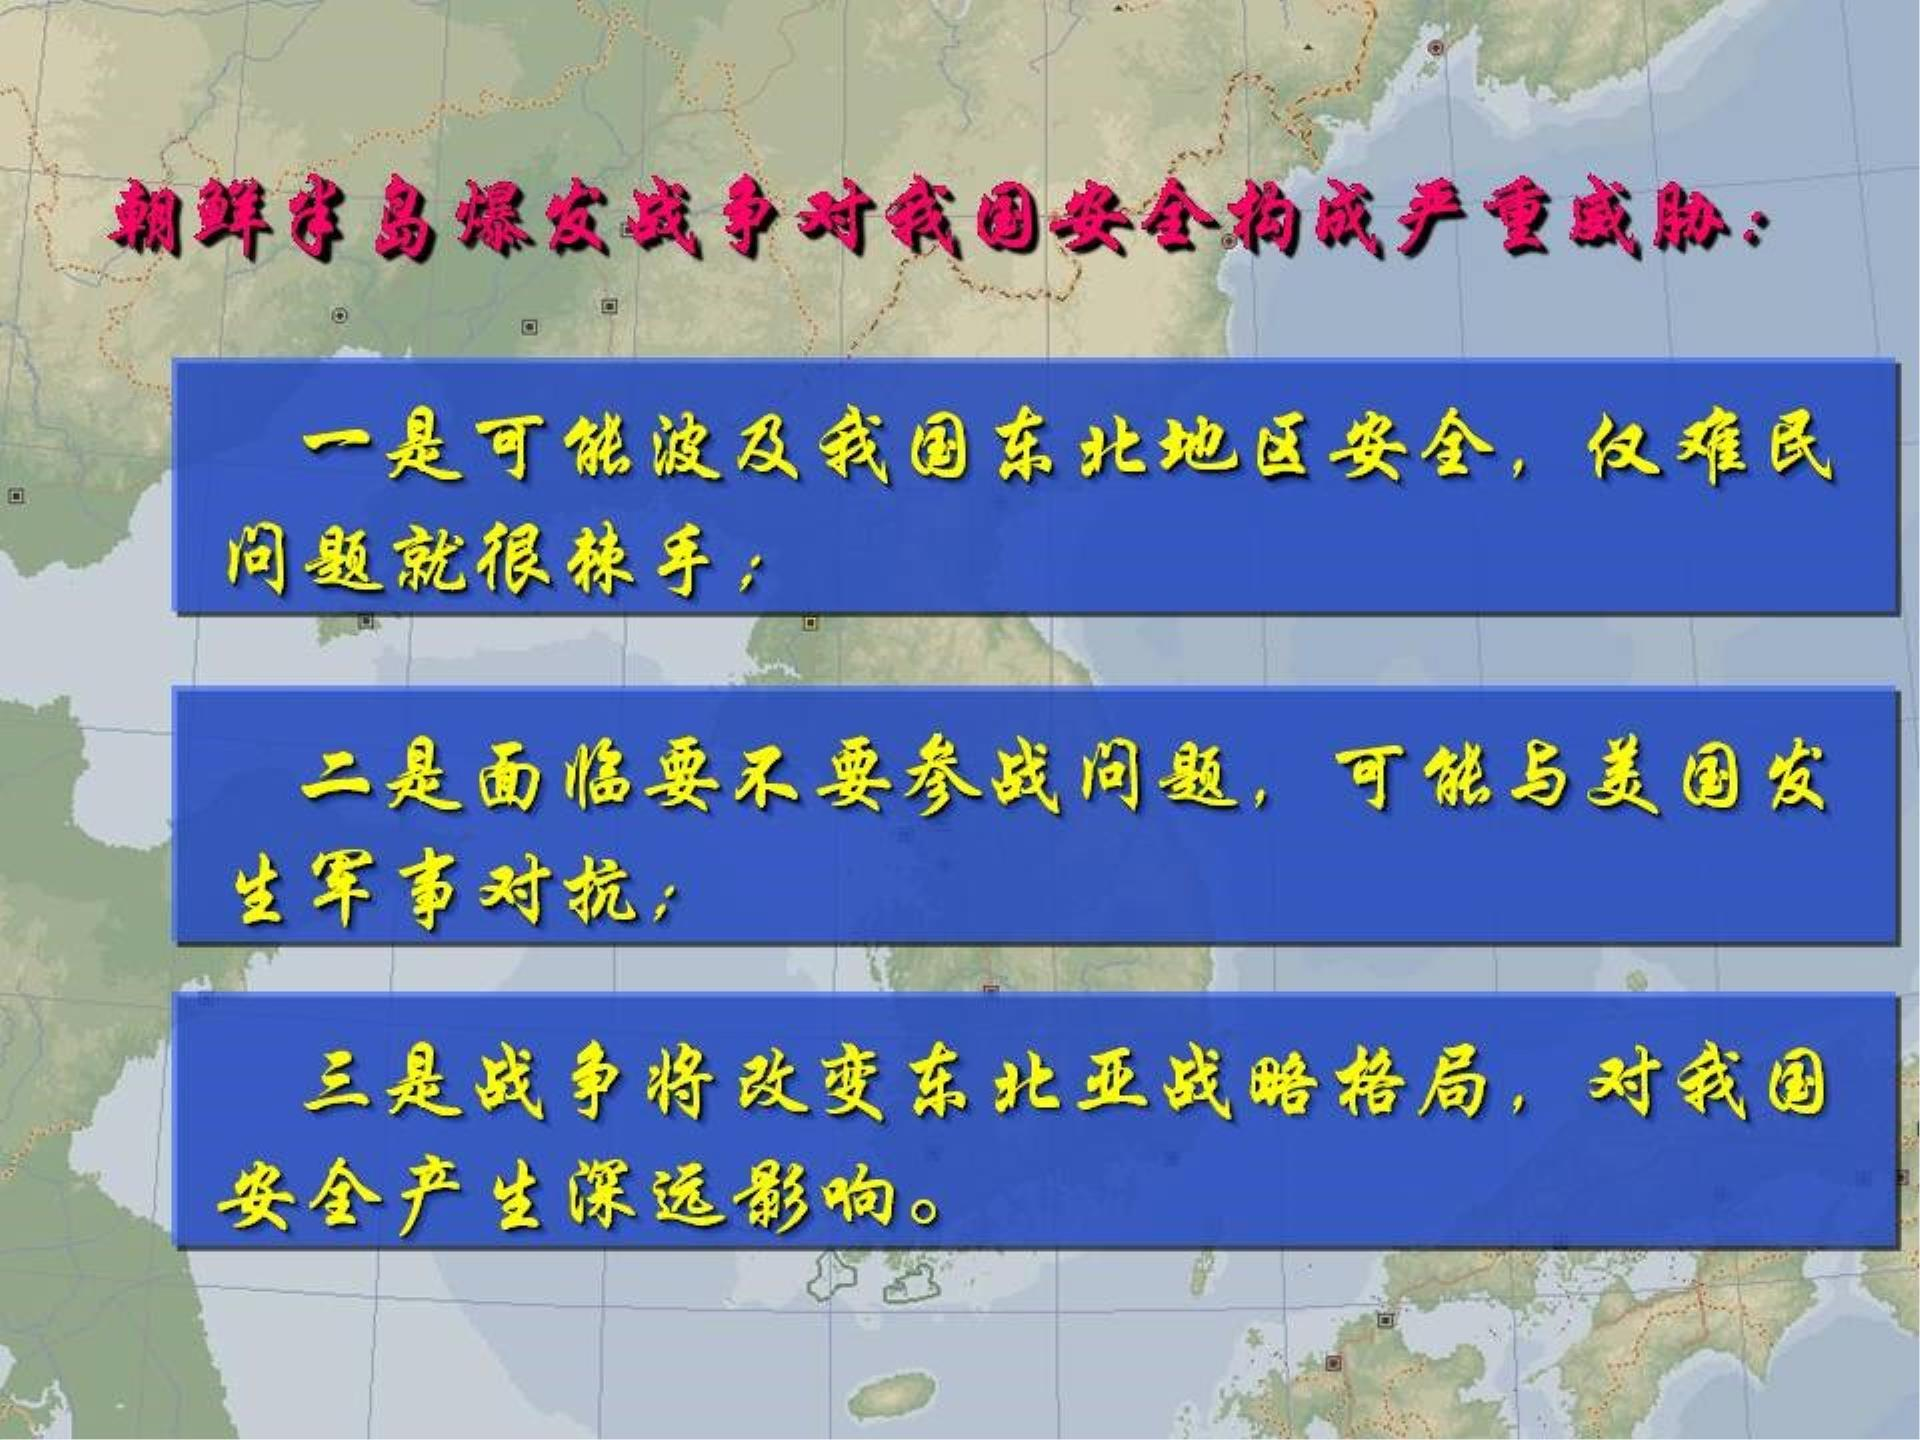 朝鲜半岛爆发战争对我国安全构成严重威胁：
一是可能波及我国东北地区安全，仅难民
问题就很棘手；
二是面临要不要参战问题，可能与美国发
生军事对抗；
三是战争将改变东北亚战略格局，对我国
安全产生深远影响。